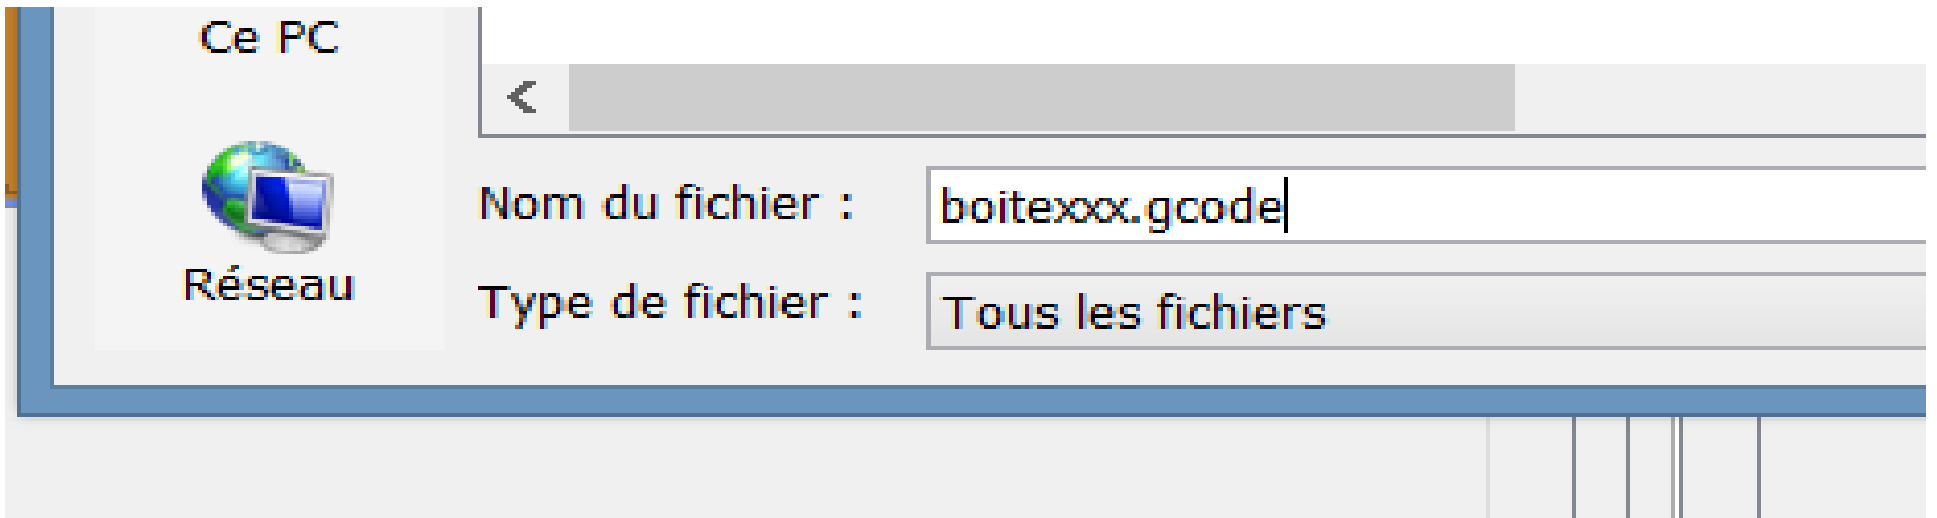 Ce PC
Réseau
Nom du fichier : boitexxx.gcode
Type de fichier : Tous les fichiers